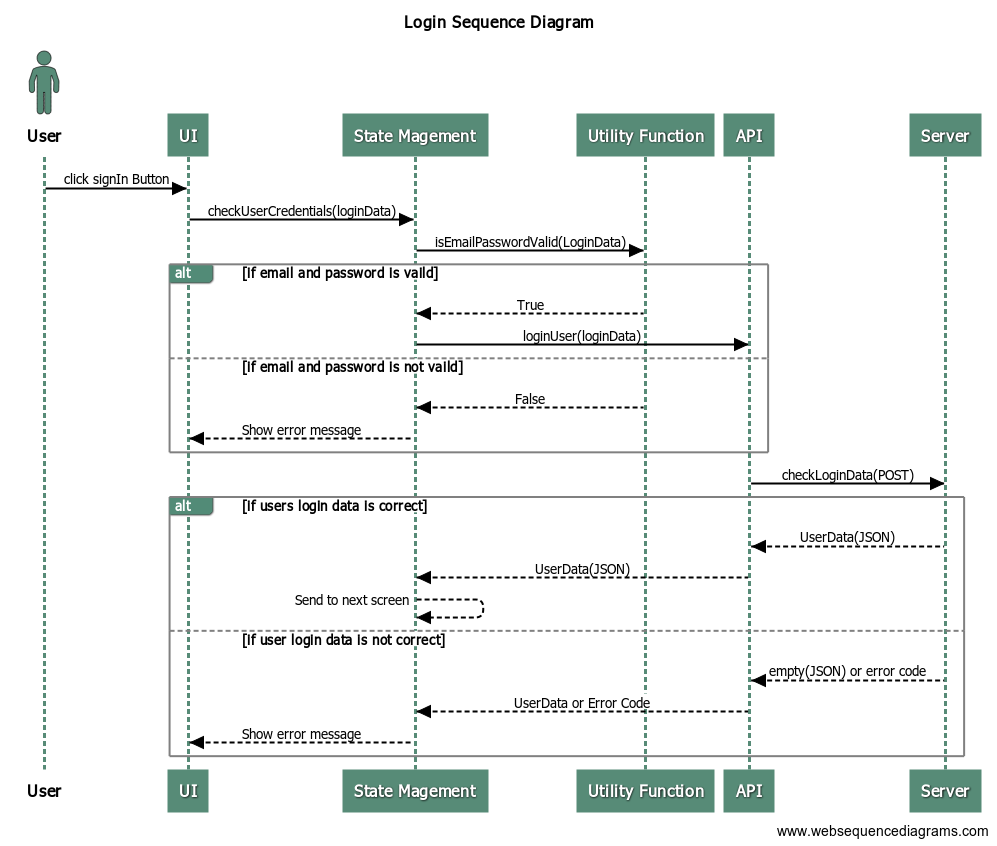 Login Sequence Diagram
User
UI
State Magement
Utility Function
API
Server
click signIn Button
checkUserCredentials(loginData)
isEmailPasswordValid(LoginData)
alt
[if email and password is vaild]
True
loginUser(loginData)
[if email and password is not vaild]
False
Show error message
checkLoginData(POST)
alt
[if users login data is correct]
UserData(JSON)
UserData(JSON)
Send to next screen
[if user login data is not correct]
empty(JSON) or error code
UserData or Error Code
Show error message
User
UI
State Magement
Utility Function
API
Server
www.websequencediagrams.com